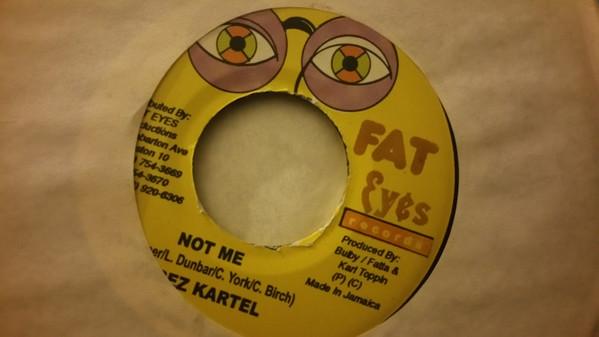 FAT
Eyes
records
Produced By:
Bulby / Fatta &
Karl Toppin
(P) (C)
Made In Jamaica
buted By:
T EYES
ductions
barton Ave
ston 10
754-3669
54-3670
920-6306
NOT ME
er/L. Dunbar/C. York/C. Birch)
EZ KARTEL